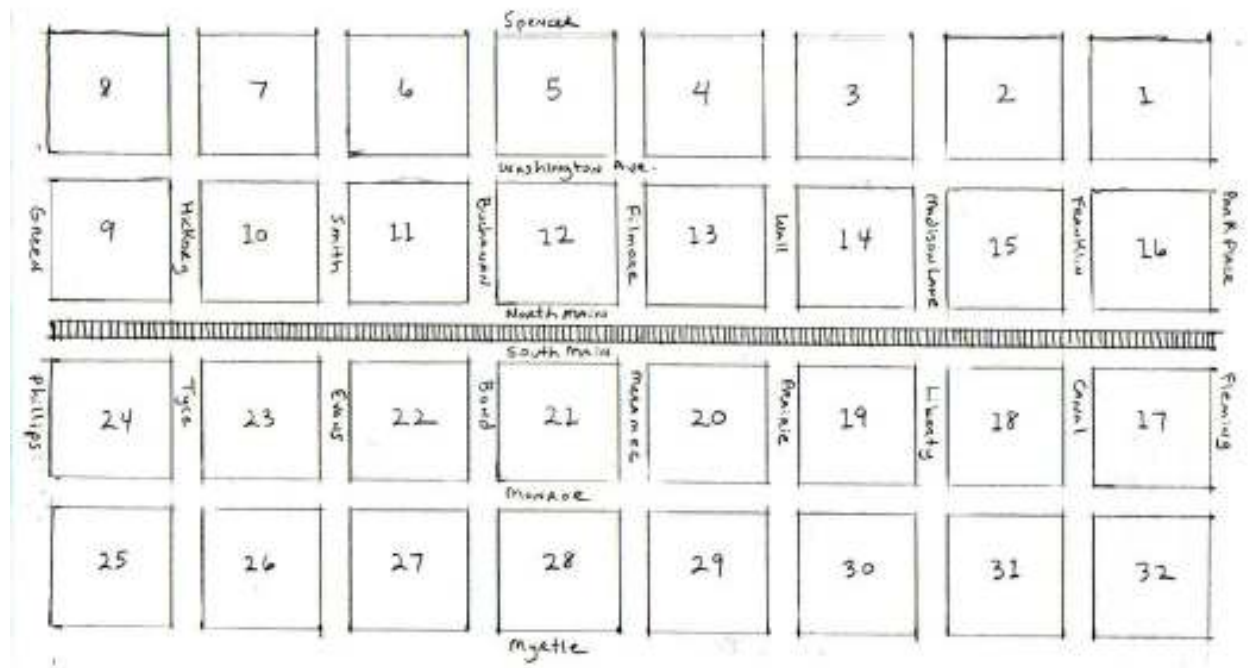 Spencer
8 7 6 5 4 3 2 1
Washington Ave.
Green 9 Hickory 10 Smith 11 Buchanan 12 Filmore 13 Wall 14 Madison Lane 15 Franklin 16 Park Place
North Main
South Main
Phillips 24 Tyce 23 Evans 22 Bond 21 Meramec 20 Prairie 19 Liberty 18 Canal 17 Fleming
Monroe
25 26 27 28 29 30 31 32
Myrtle